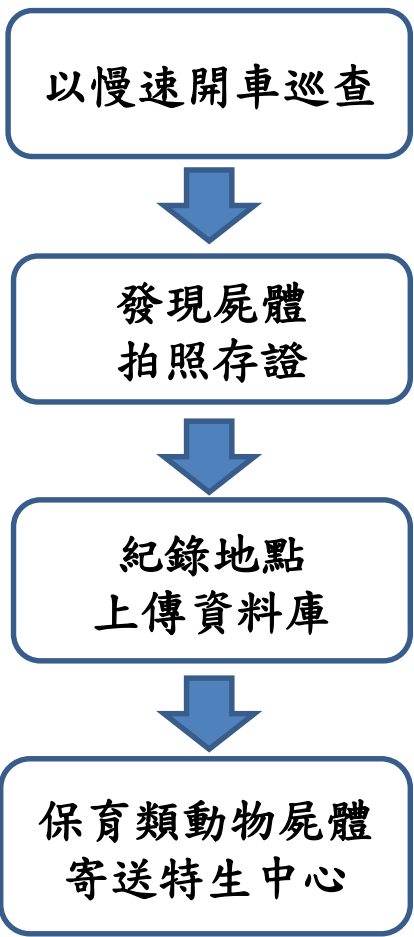 以慢速開車巡查
發現屍體
拍照存證
紀錄地點
上傳資料庫
保育類動物屍體
寄送特生中心